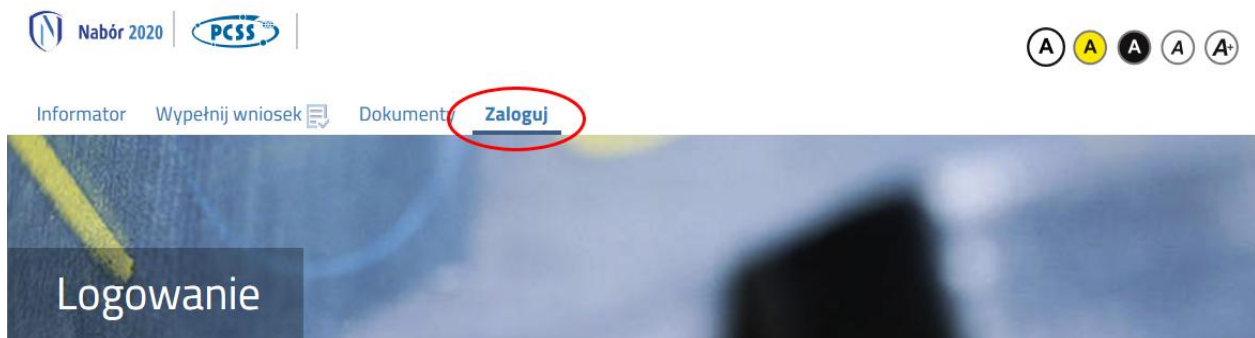 Nabór 2020
PCSS
A A A A A+
Informator Wypełnij wniosek Dokumenty Zaloguj
Logowanie